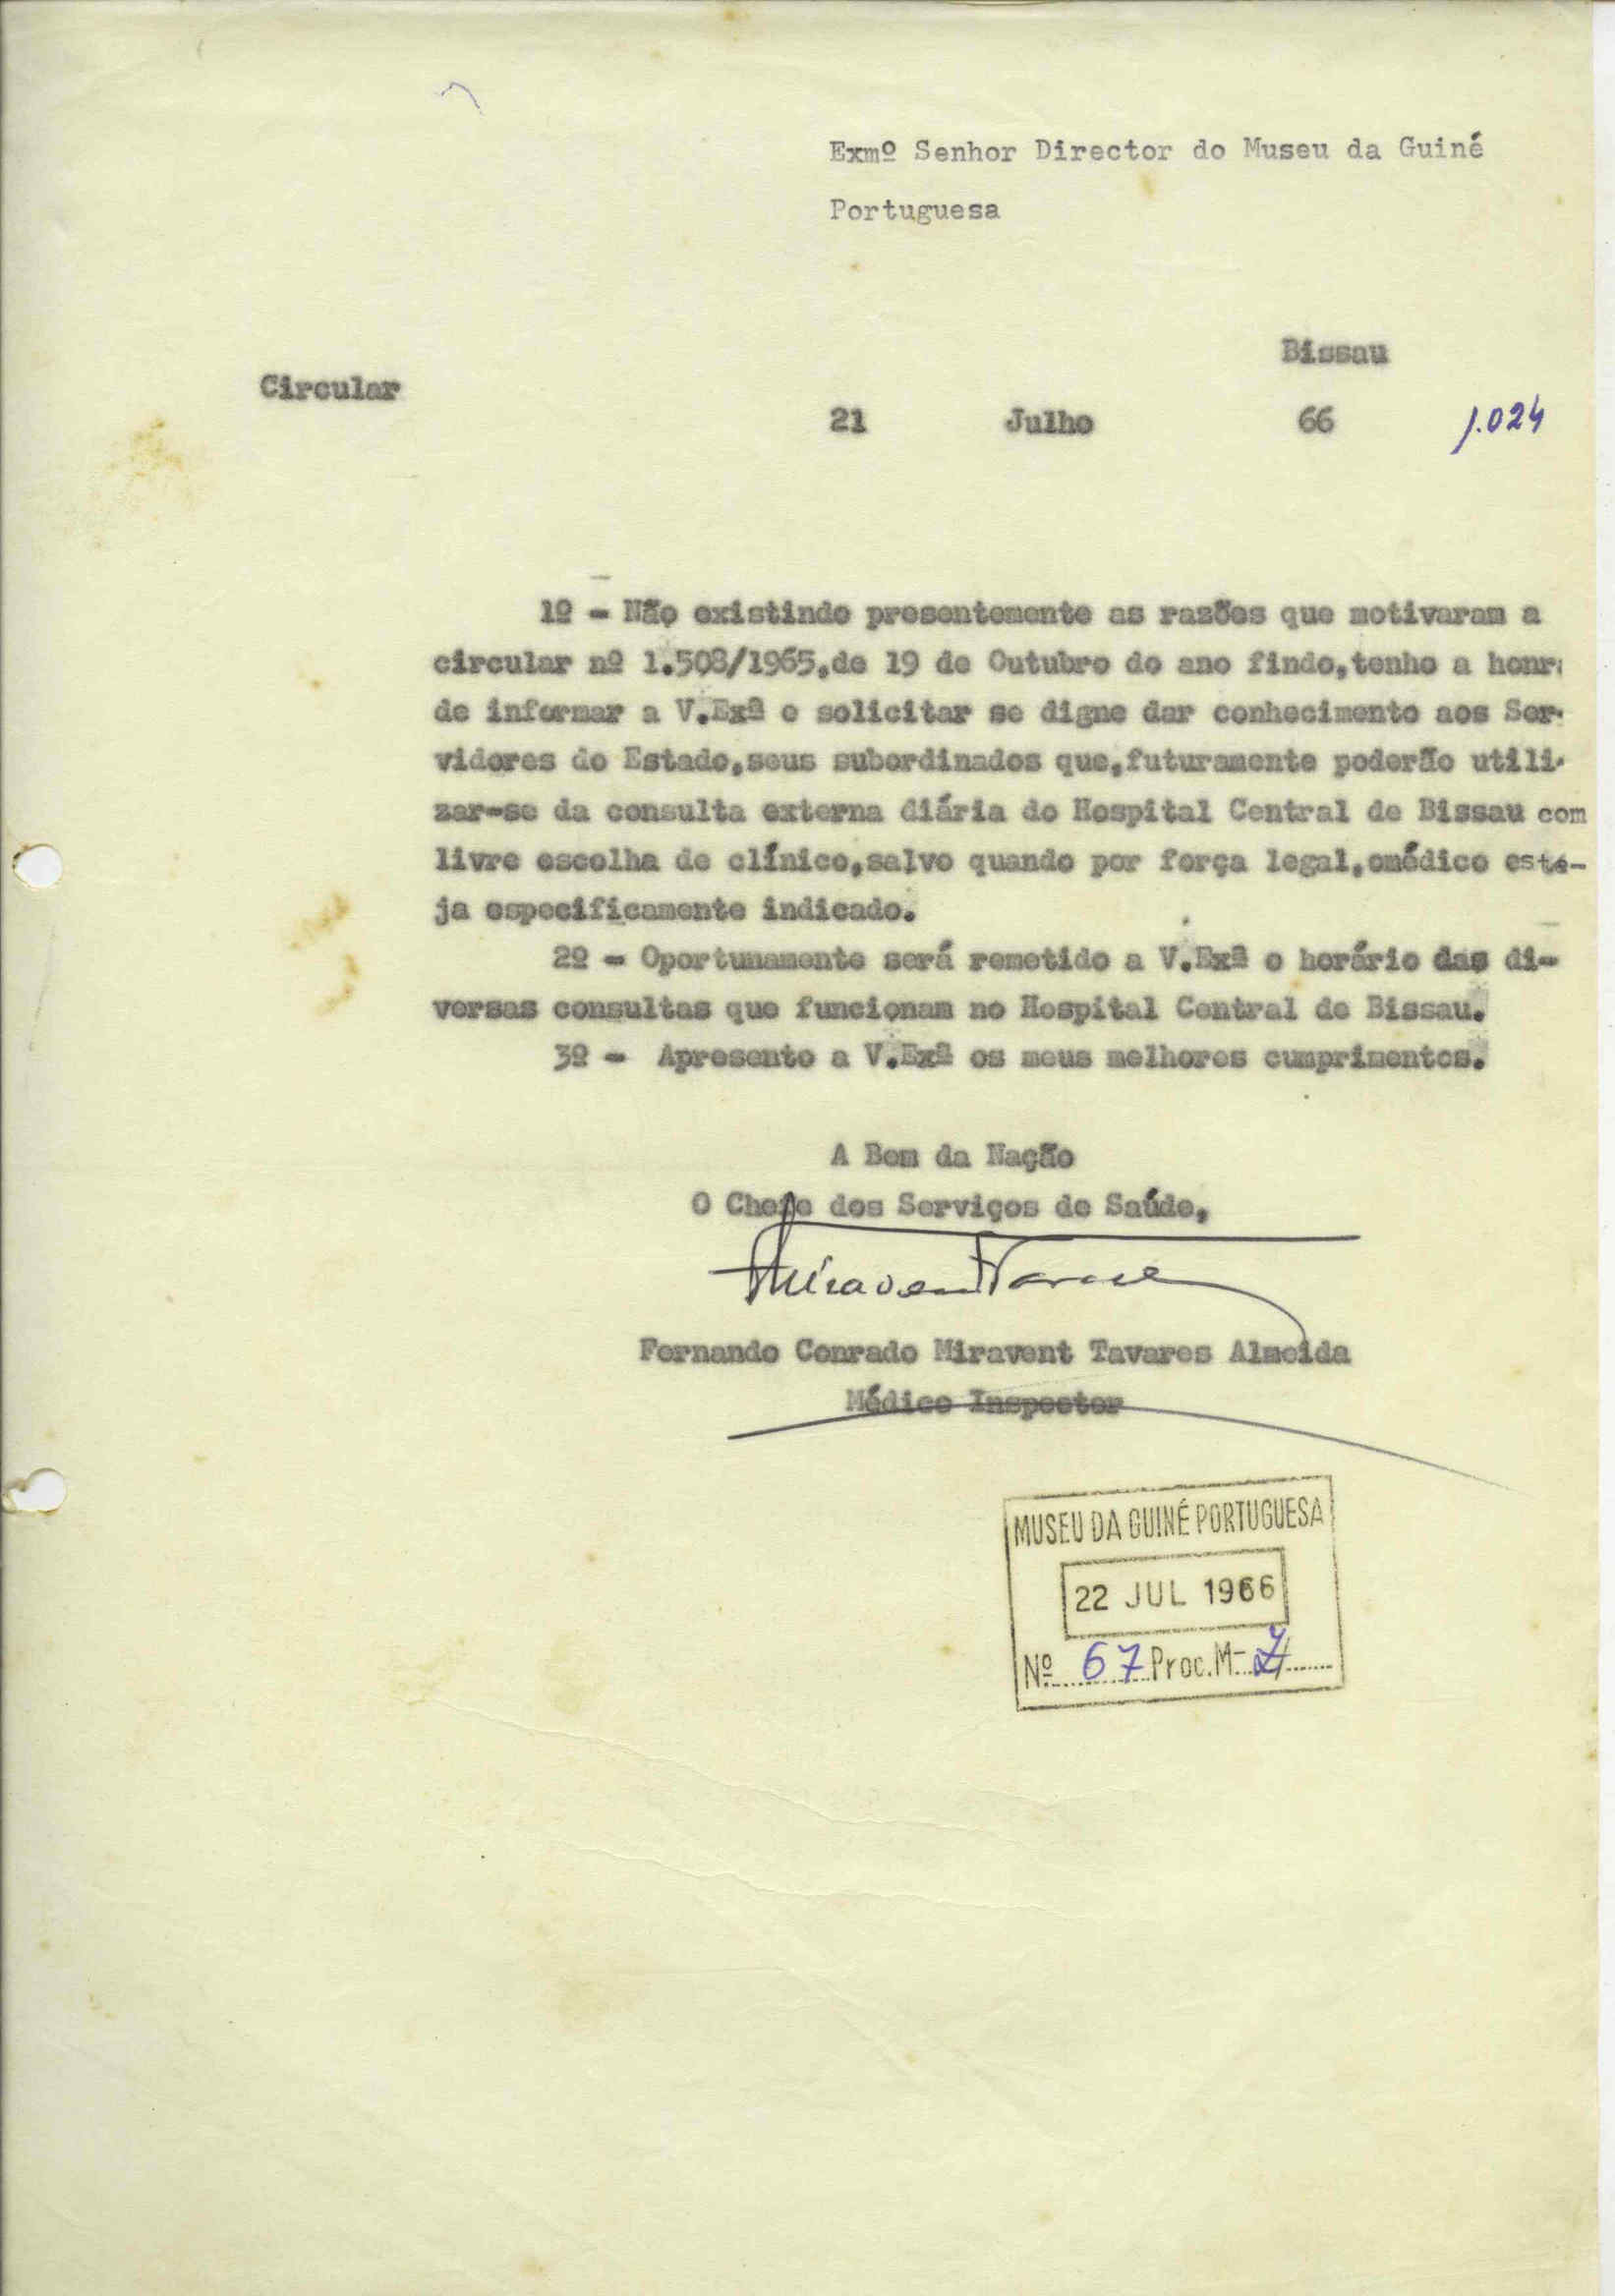 Exmº Senhor Director do Museu da Guiné
Portuguesa
Bissau
Circular
21 Julho 66 1.024
1º - Não existindo presentemente as razões que motivaram a
circular nº 1.508/1965,de 19 de Outubro do ano findo,tenho a honra
de informar a V.Exª e solicitar se digne dar conhecimento aos Ser-
vidores do Estado,seus subordinados que,futuramente poderão utili-
zar-se da consulta externa diária do Hospital Central de Bissau com
livre escolha de clínico,salvo quando por força legal,omédico este-
ja especificamente indicado.
2º - Oportunamente será remetido a V.Exª o horário das di-
versas consultas que funcionam no Hospital Central de Bissau.
3º - Apresento a V.Exª os meus melhores cumprimentos.
A Bem da Nação
O Chefe dos Serviços de Saúde,
Fernando Conrado Miravent Tavares Almeida
Médico Inspector
MUSEU DA GUINÉ PORTUGUESA
22 JUL 1966
Nº 67 Proc. M-